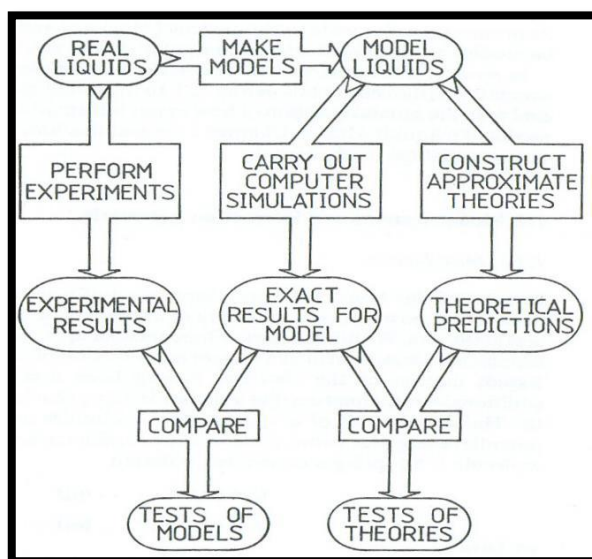 REAL
LIQUIDS
MAKE
MODELS
MODEL
LIQUIDS
PERFORM
EXPERIMENTS
CARRY OUT
COMPUTER
SIMULATIONS
CONSTRUCT
APPROXIMATE
THEORIES
EXPERIMENTAL
RESULTS
EXACT
RESULTS FOR
MODEL
THEORETICAL
PREDICTIONS
COMPARE
COMPARE
TESTS OF
MODELS
TESTS OF
THEORIES